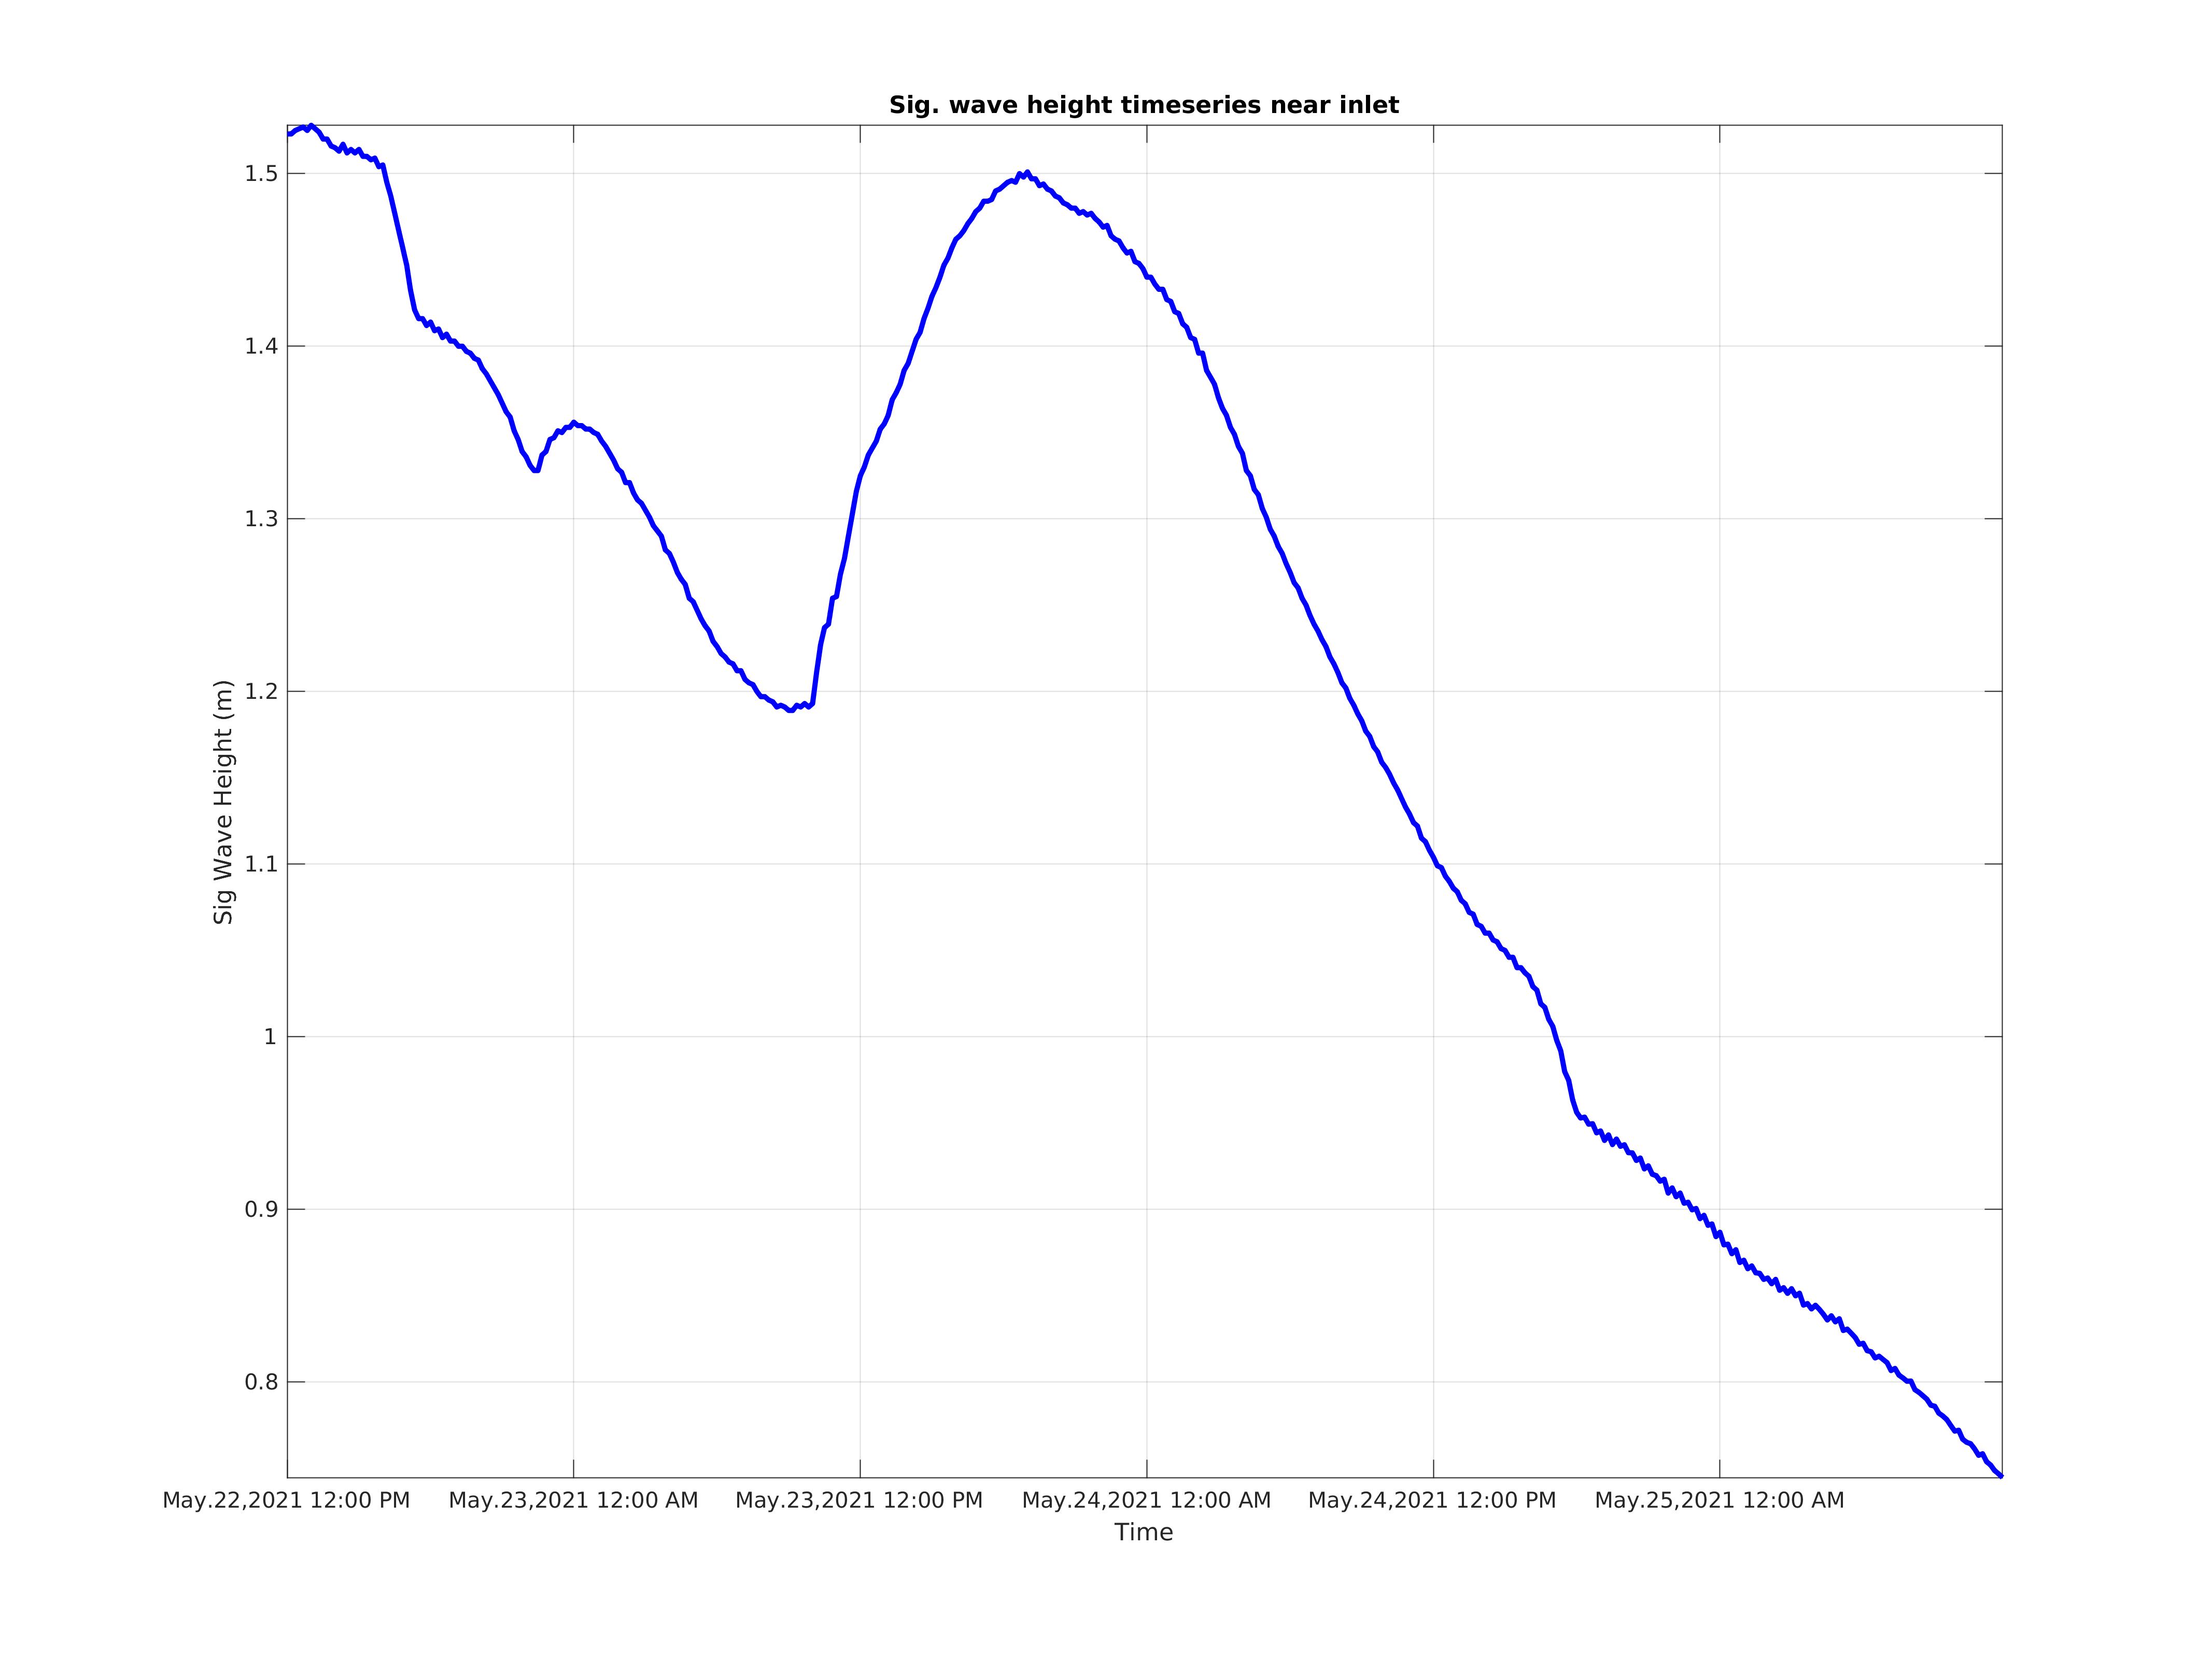 Sig. wave height timeseries near inlet
Sig Wave Height (m)
1.5
1.4
1.3
1.2
1.1
1
0.9
0.8
May.22,2021 12:00 PM
May.23,2021 12:00 AM
May.23,2021 12:00 PM
May.24,2021 12:00 AM
May.24,2021 12:00 PM
May.25,2021 12:00 AM
Time